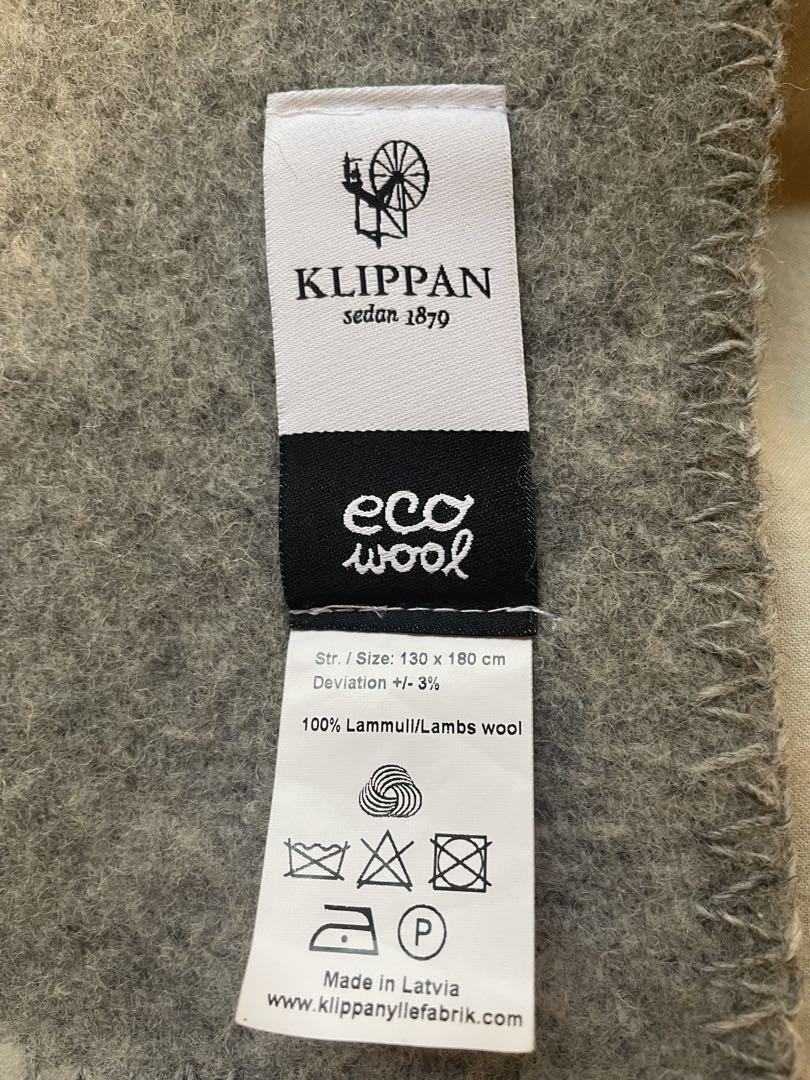 KLIPPAN
sedan 1879
eco
wool
Str. / Size: 130 x 180 cm
Deviation +/- 3%
100% Lammull/Lambs wool
P
Made in Latvia
www.klippanyllefabrik.com